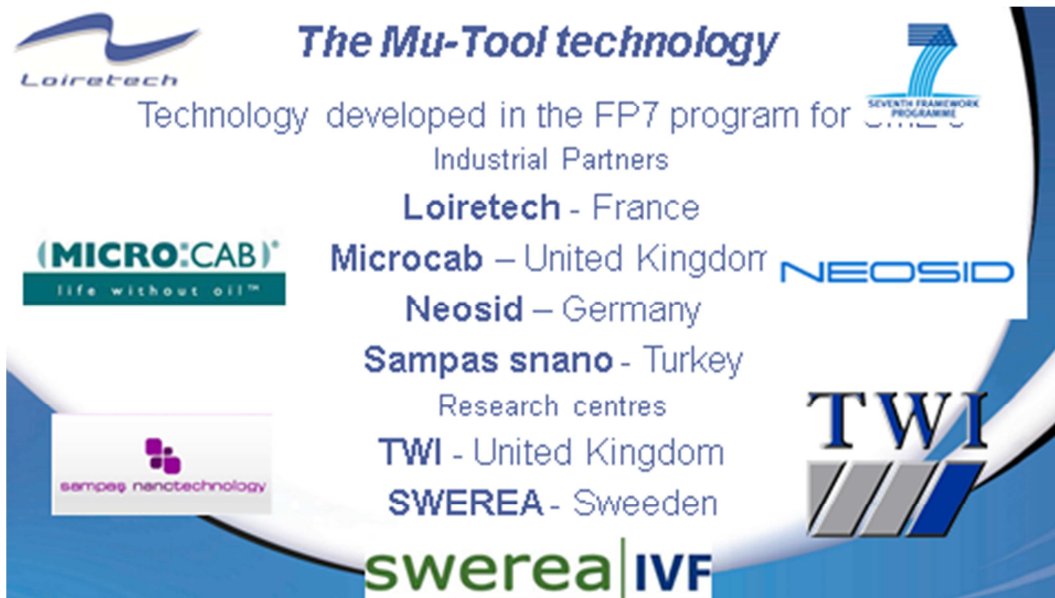 Loiretech
The Mu-Tool technology
SEVENTH FRAMEWORK
PROGRAMME
Technology developed in the FP7 program for
Industrial Partners
Loiretech - France
(MICRO:CAB)®
life without oil™
Microcab – United Kingdom
NEOSID
Neosid – Germany
Sampas snano - Turkey
Research centres
sampaş nanotechnology
TWI - United Kingdom
TWI
SWEREA - Sweeden
swerea|IVF